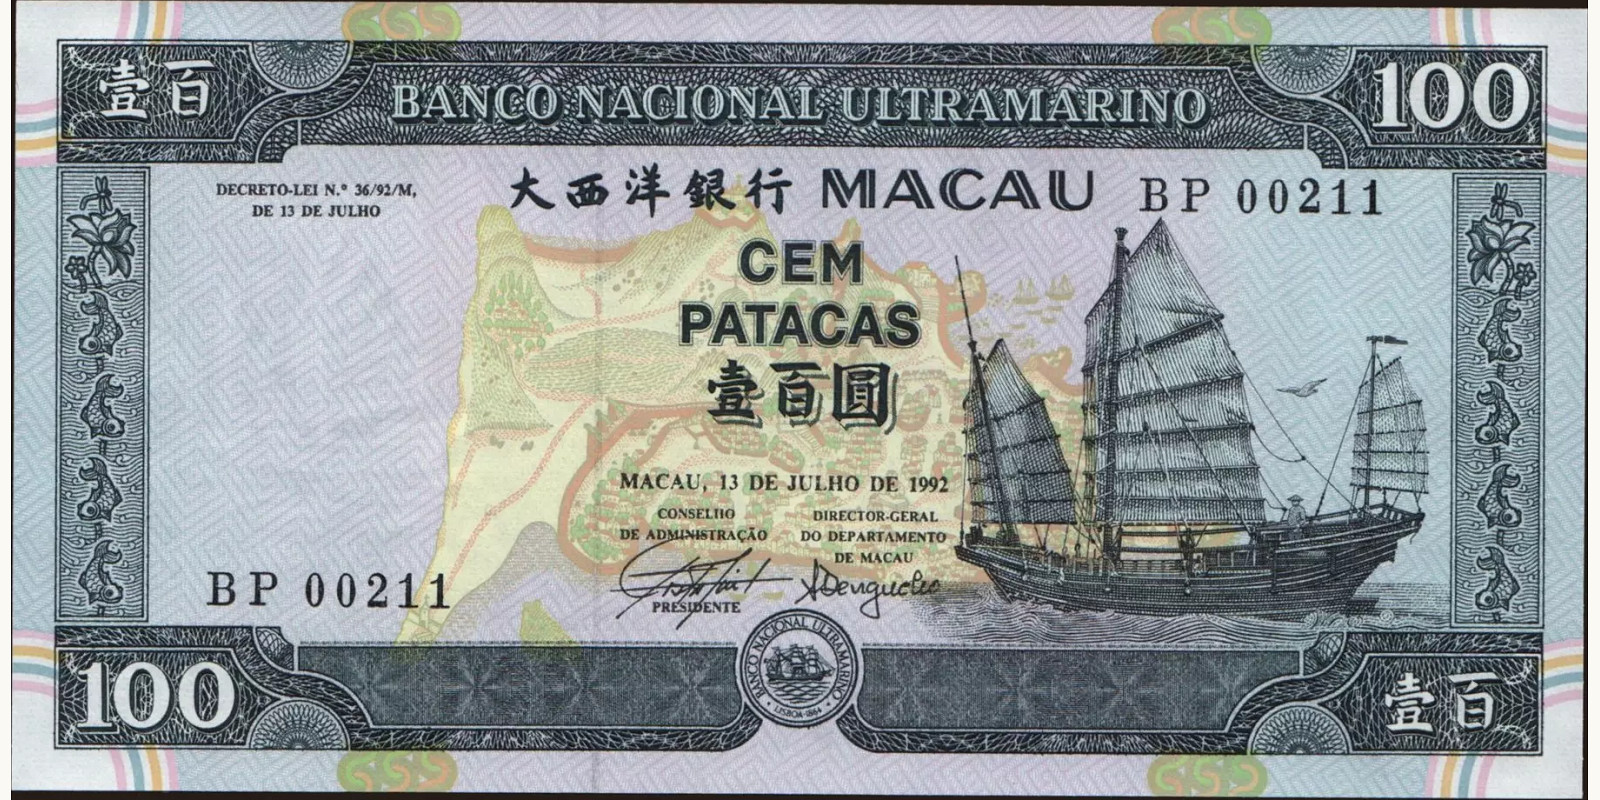 壹百
BANCO NACIONAL ULTRAMARINO
100
DECRETO-LEI N.º 36/92/M,
DE 13 DE JULHO
大西洋銀行 MACAU
BP 00211
CEM
PATACAS
壹百圓
MACAU, 13 DE JULHO DE 1992
CONSELHO
DE ADMINISTRAÇÃO
DIRECTOR-GERAL
DO DEPARTAMENTO
DE MACAU
BP 00211
PRESIDENTE
100
BANCO NACIONAL ULTRAMARINO
LISBOA-1864
壹百